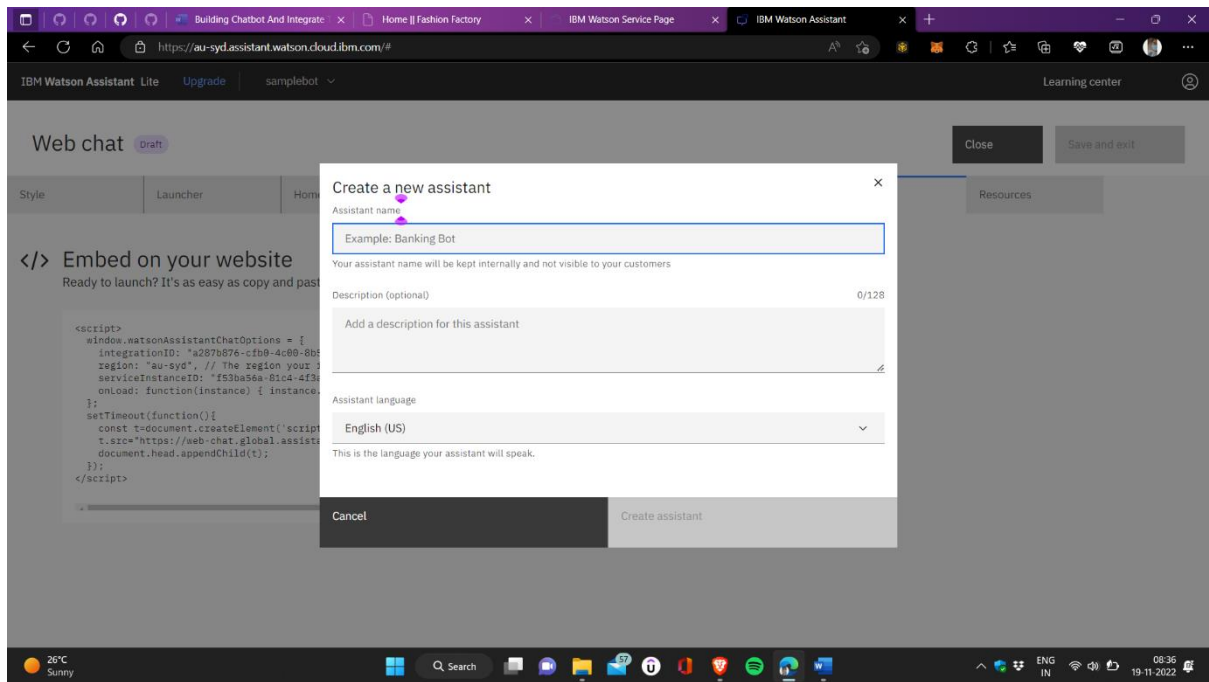 Building Chatbot And Integrate
Home || Fashion Factory
IBM Watson Service Page
IBM Watson Assistant
https://au-syd.assistant.watson.cloud.ibm.com/#
IBM Watson Assistant Lite Upgrade samplebot
Learning center
Web chat Draft
Close
Save and exit
Style
Launcher
Home
Resources
Create a new assistant
Assistant name
Example: Banking Bot
Your assistant name will be kept internally and not visible to your customers
Description (optional)
0/128
Add a description for this assistant
Assistant language
English (US)
This is the language your assistant will speak.
Cancel
Create assistant
</> Embed on your website
Ready to launch? It's as easy as copy and past
<script>
window.watsonAssistantChatOptions = {
integrationID: "a287b876-cfb0-4c00-8b5
region: "au-syd", // The region your i
serviceInstanceID: "f53ba56a-81c4-4f3a
onLoad: function(instance) { instance.
};
setTimeout(function(){
const t=document.createElement('script
t.src="https://web-chat.global.assista
document.head.appendChild(t);
});
</script>
26°C
Sunny
Search
57
ENG
IN
08:36
19-11-2022